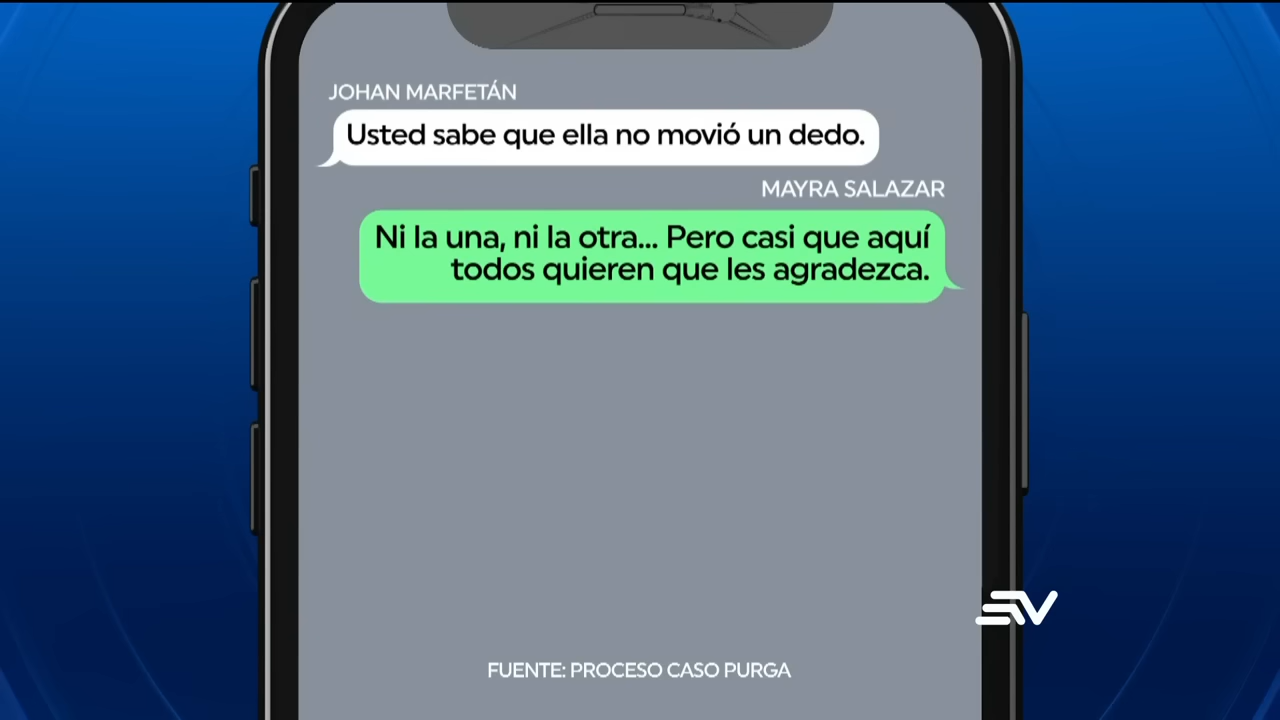 JOHAN MARFETÁN
Usted sabe que ella no movió un dedo.
MAYRA SALAZAR
Ni la una, ni la otra... Pero casi que aquí
todos quieren que les agradezca.
EV
FUENTE: PROCESO CASO PURGA